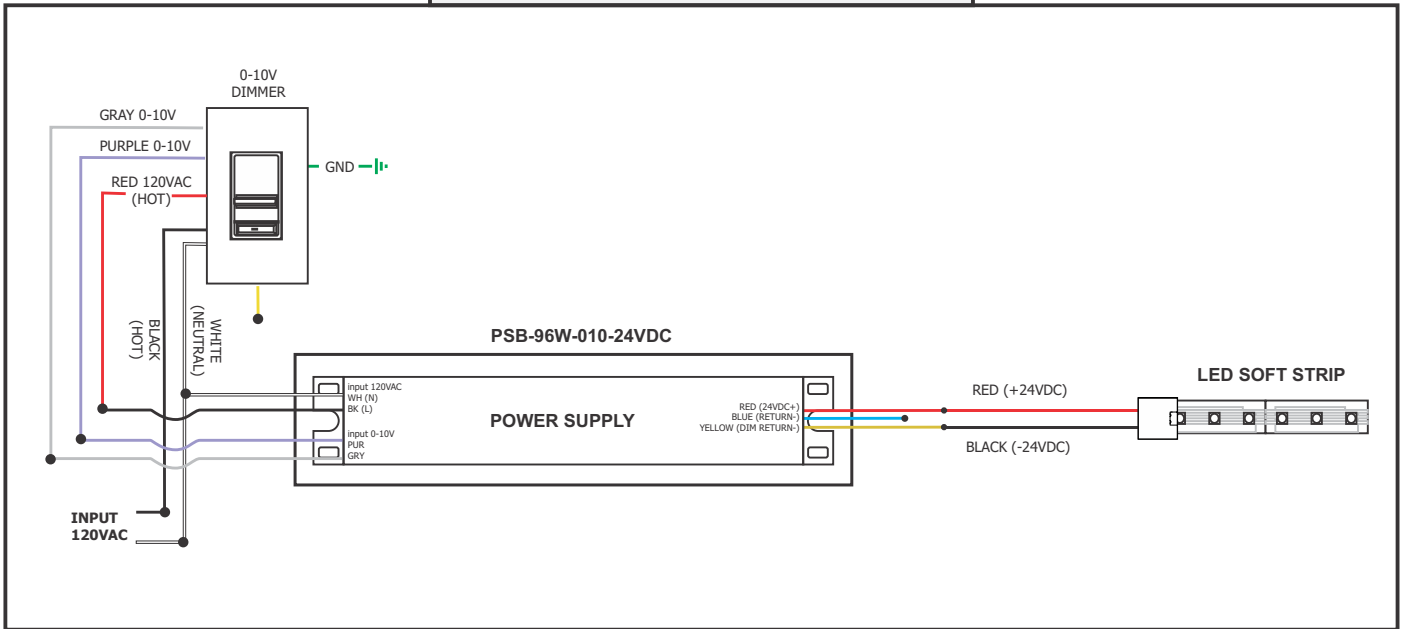 0-10V
DIMMER
GRAY 0-10V
PURPLE 0-10V
RED 120VAC
(HOT)
GND
BLACK
(HOT)
WHITE
(NEUTRAL)
PSB-96W-010-24VDC
input 120VAC
WH (N)
BK (L)
input 0-10V
PUR
GRY
POWER SUPPLY
RED (24VDC+)
BLUE (RETURN-)
YELLOW (DIM RETURN-)
RED (+24VDC)
BLACK (-24VDC)
LED SOFT STRIP
INPUT
120VAC